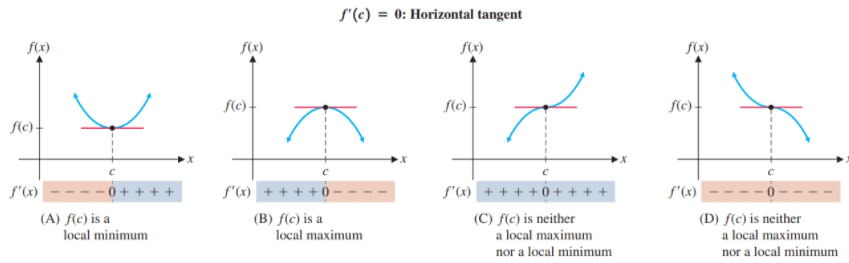 f'(c) = 0: Horizontal tangent
f(x)
f(c)
x
c
f'(x) - - - - 0 + + + +
(A) f(c) is a
local minimum
f(x)
f(c)
x
c
f'(x) + + + + 0 - - - -
(B) f(c) is a
local maximum
f(x)
f(c)
x
c
f'(x) + + + + 0 + + + +
(C) f(c) is neither
a local maximum
nor a local minimum
f(x)
f(c)
x
c
f'(x) - - - - 0 - - - -
(D) f(c) is neither
a local maximum
nor a local minimum